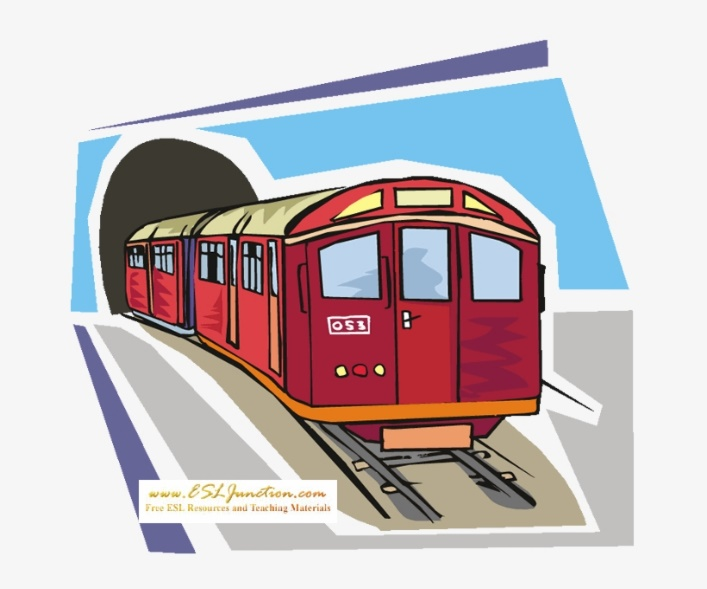 053
www.ESLJunction.com
Free ESL Resources and Teaching Materials